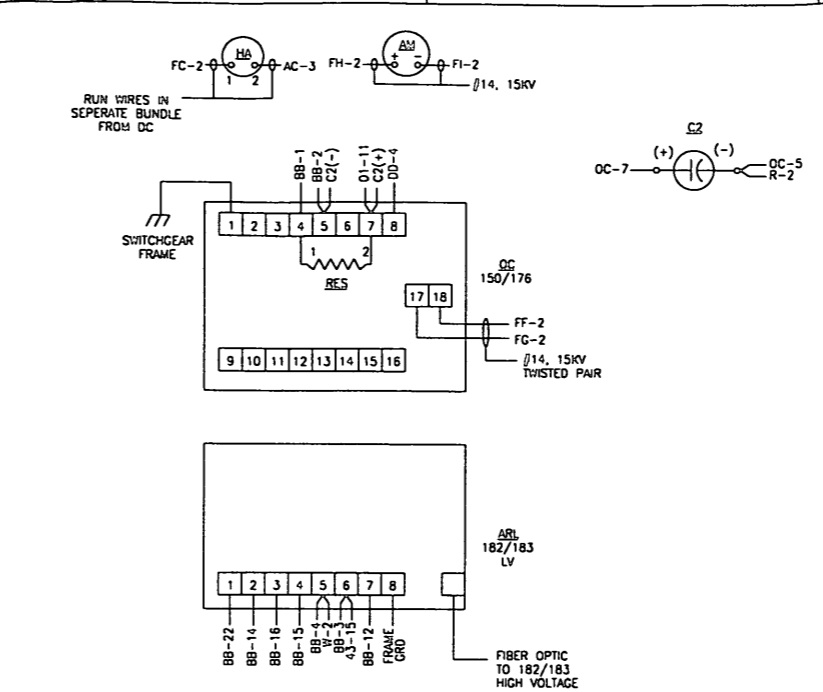 HA
FC-2
AC-3
1 2
RUN WIRES IN
SEPERATE BUNDLE
FROM DC
AM
FH-2
+ -
FI-2
#14, 15KV
C2
(+) (-)
OC-7
OC-5
R-2
BB-1
BB-2
C2(-)
01-11
C2(+)
DD-4
1 2 3 4 5 6 7 8
SWITCHGEAR
FRAME
1 2
RES
OC
150/176
17 18
FF-2
FG-2
#14, 15KV
TWISTED PAIR
9 10 11 12 13 14 15 16
ARL
182/183
LV
1 2 3 4 5 6 7 8
BB-22
BB-14
BB-16
BB-15
BB-4
W-2
BB-3
43-15
BB-12
FRAME
GRD
FIBER OPTIC
TO 182/183
HIGH VOLTAGE